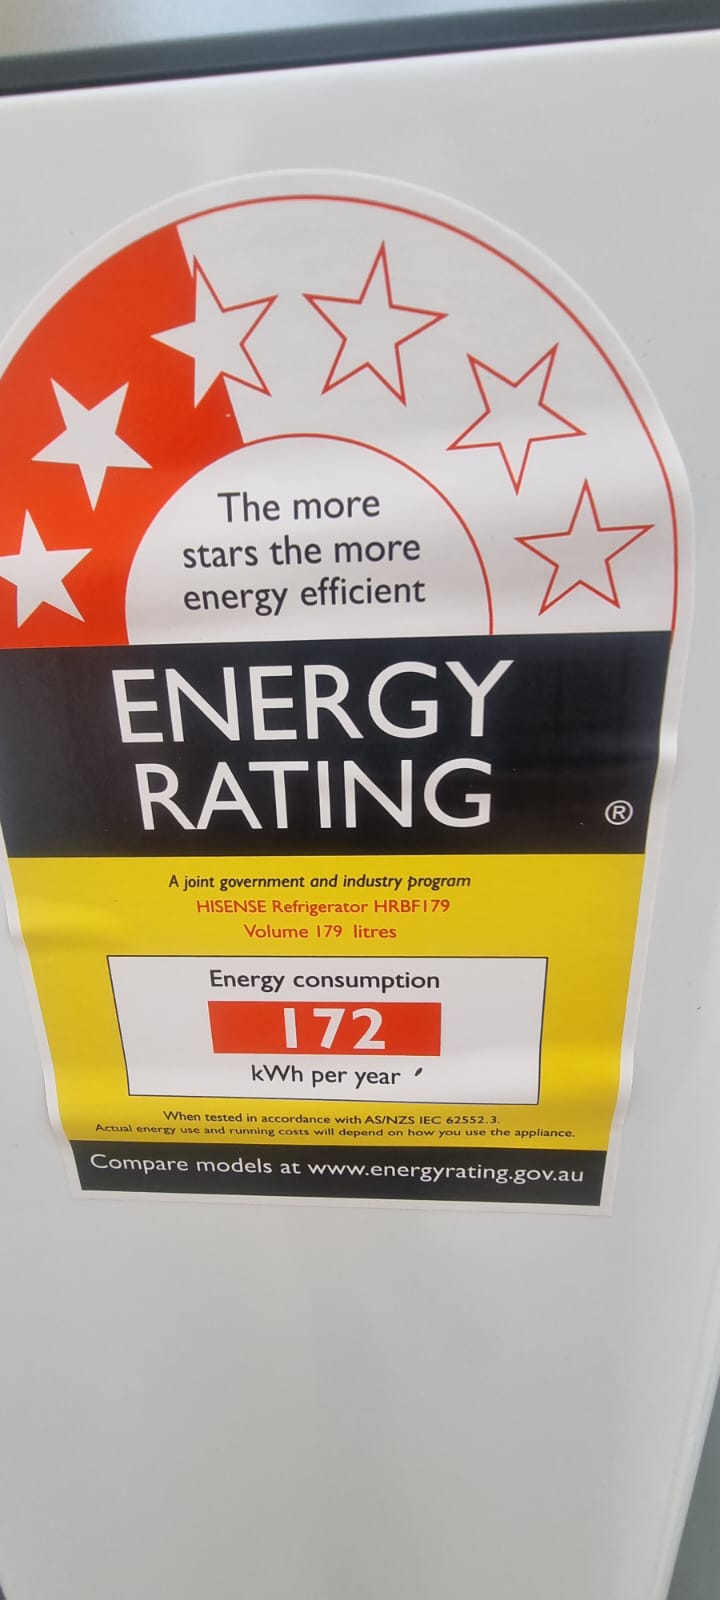 The more
stars the more
energy efficient
ENERGY
RATING
®
A joint government and industry program
HISENSE Refrigerator HRBF179
Volume 179 litres
Energy consumption
172
kWh per year
When tested in accordance with AS/NZS IEC 62552.3.
Actual energy use and running costs will depend on how you use the appliance.
Compare models at www.energyrating.gov.au